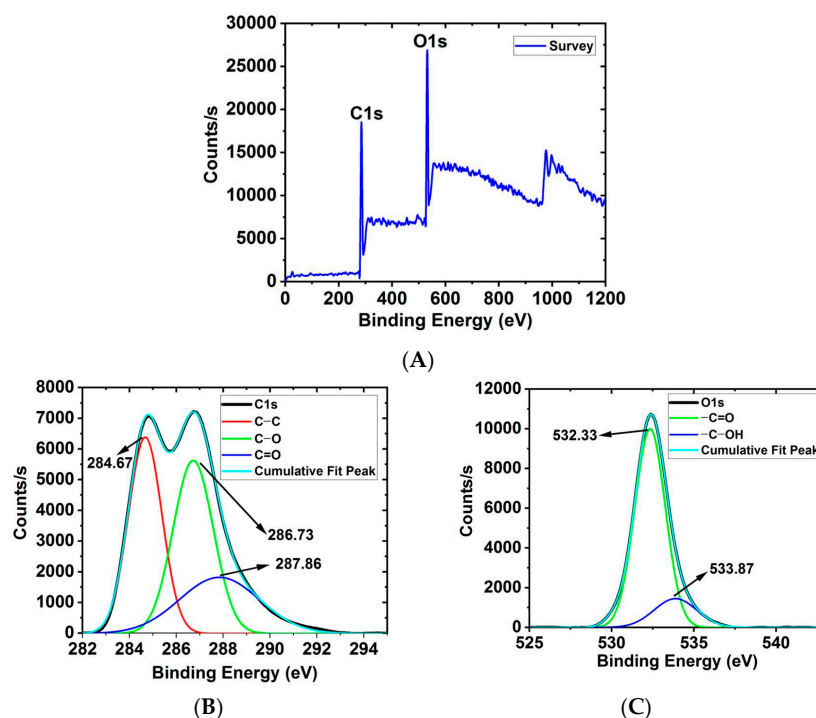 30000
25000
20000
15000
10000
5000
0
Counts/s
O1s
C1s
Survey
0 200 400 600 800 1000 1200
Binding Energy (eV)
(A)
8000
7000
6000
5000
4000
3000
2000
1000
0
Counts/s
C1s
C−C
C−O
C=O
Cumulative Fit Peak
284.67
286.73
287.86
282 284 286 288 290 292 294
Binding Energy (eV)
(B)
12000
10000
8000
6000
4000
2000
0
Counts/s
O1s
−C=O
−C−OH
Cumulative Fit Peak
532.33
533.87
525 530 535 540
Binding Energy (eV)
(C)